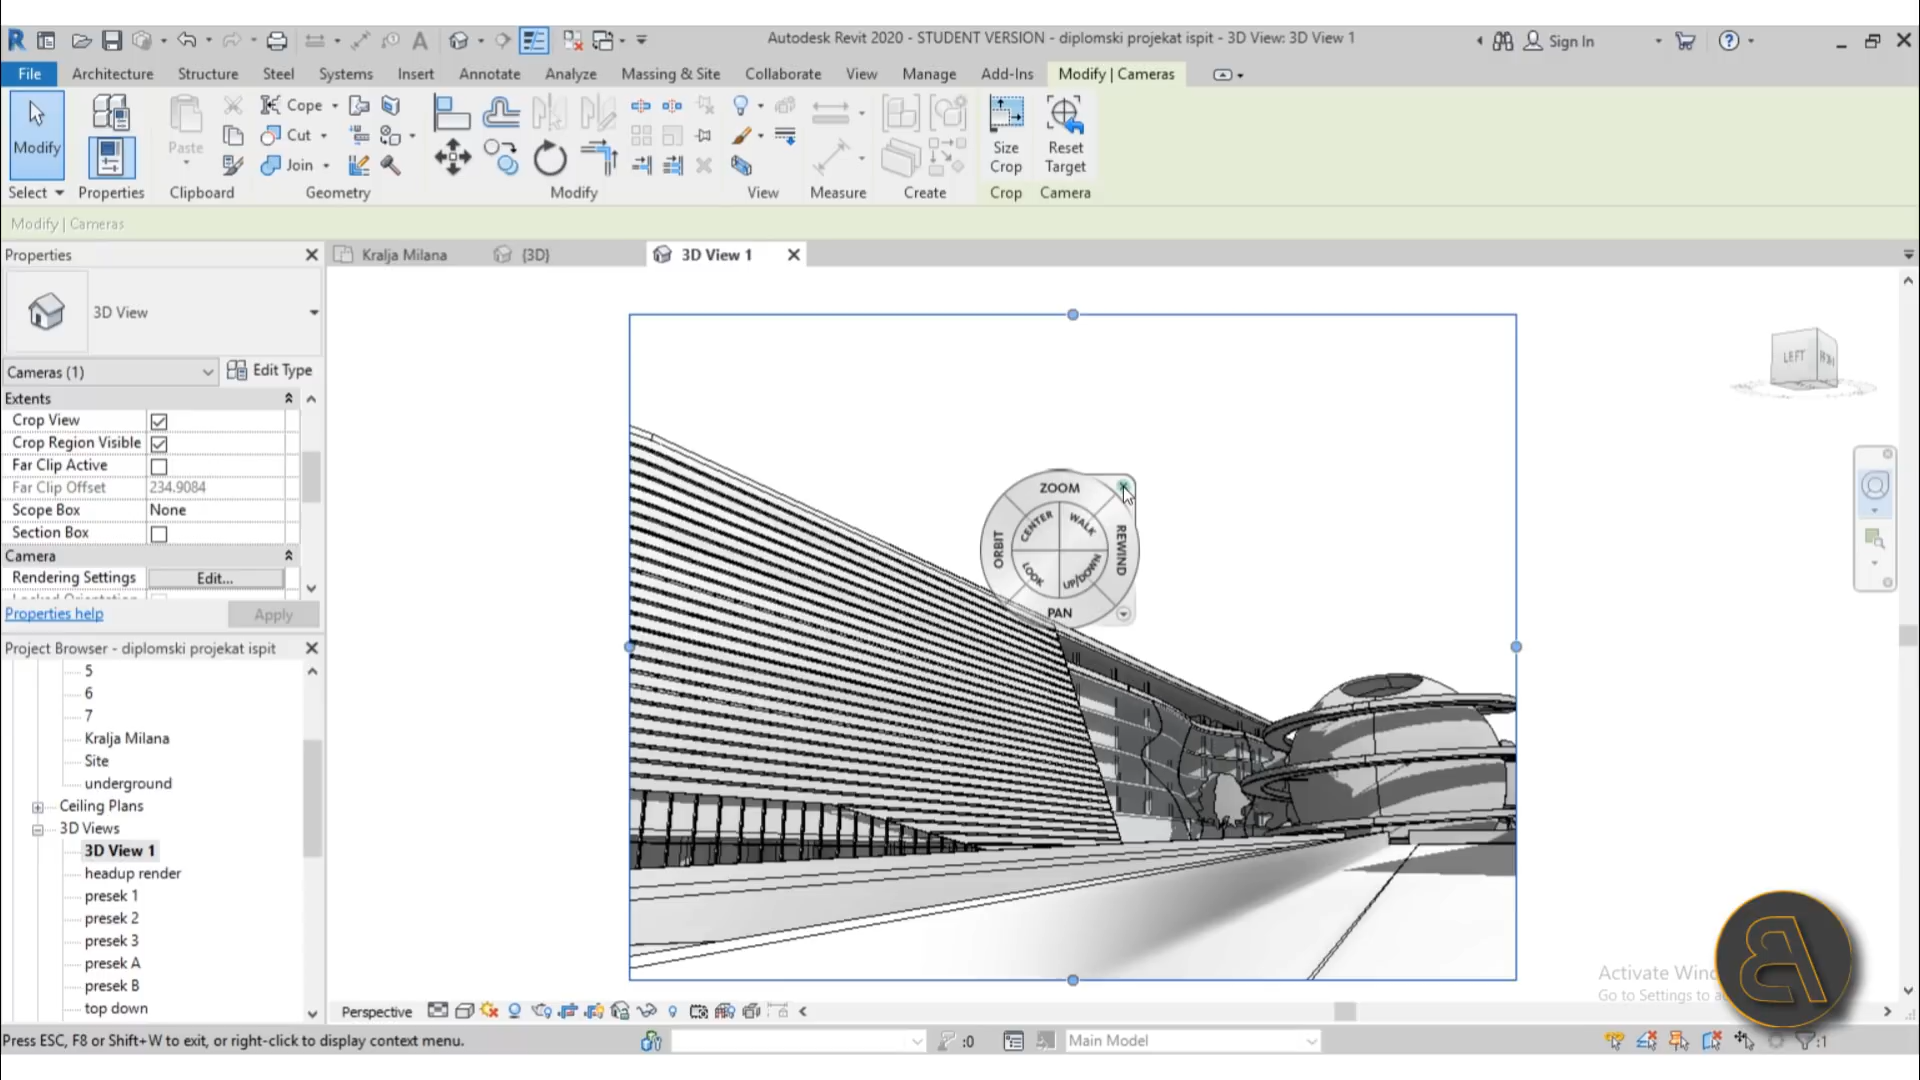 Autodesk Revit 2020 - STUDENT VERSION - diplomski projekat ispit - 3D View: 3D View 1
Sign In
File Architecture Structure Steel Systems Insert Annotate Analyze Massing & Site Collaborate View Manage Add-Ins Modify | Cameras
Modify
Paste
Cope
Cut
Join
Size
Crop
Reset
Target
Select Properties Clipboard Geometry Modify View Measure Create Crop Camera
Modify | Cameras
Properties
Kralja Milana
{3D}
3D View 1
3D View
Cameras (1)
Edit Type
Extents
Crop View
Crop Region Visible
Far Clip Active
Far Clip Offset 234.9084
Scope Box None
Section Box
Camera
Rendering Settings Edit...
Properties help
Apply
Project Browser - diplomski projekat ispit
5
6
7
Kralja Milana
Site
underground
Ceiling Plans
3D Views
3D View 1
headup render
presek 1
presek 2
presek 3
presek A
presek B
top down
LEFT
ZOOM
CENTER
WALK
ORBIT
REWIND
LOOK
UP/DOWN
PAN
Perspective
Activate Wind
Go to Settings to a
Press ESC, F8 or Shift+W to exit, or right-click to display context menu.
:0
Main Model
:1